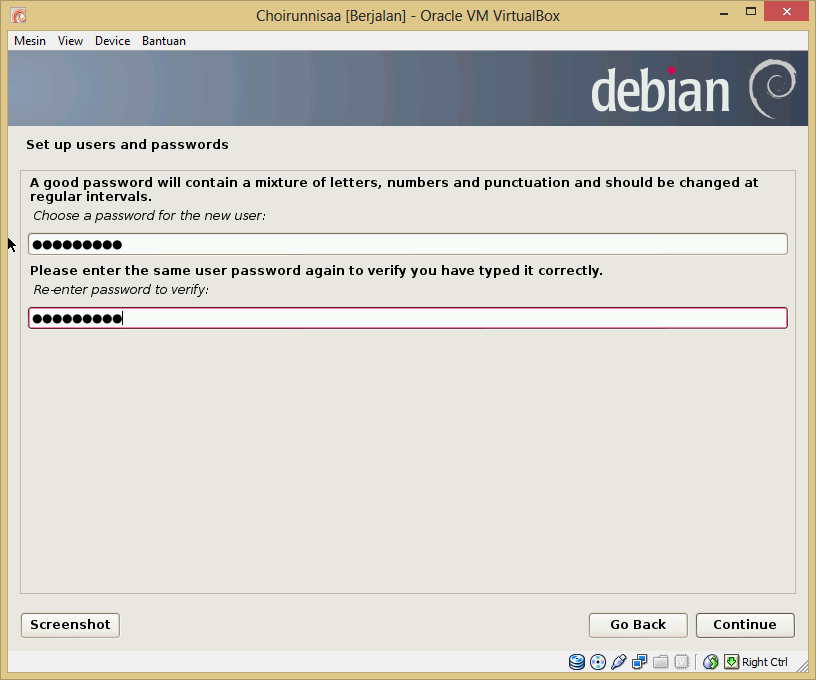 Choirunnisaa [Berjalan] - Oracle VM VirtualBox
Mesin View Device Bantuan
debian
Set up users and passwords
A good password will contain a mixture of letters, numbers and punctuation and should be changed at
regular intervals.
Choose a password for the new user:
●●●●●●●●●
Please enter the same user password again to verify you have typed it correctly.
Re-enter password to verify:
●●●●●●●●●
Screenshot Go Back Continue
Right Ctrl